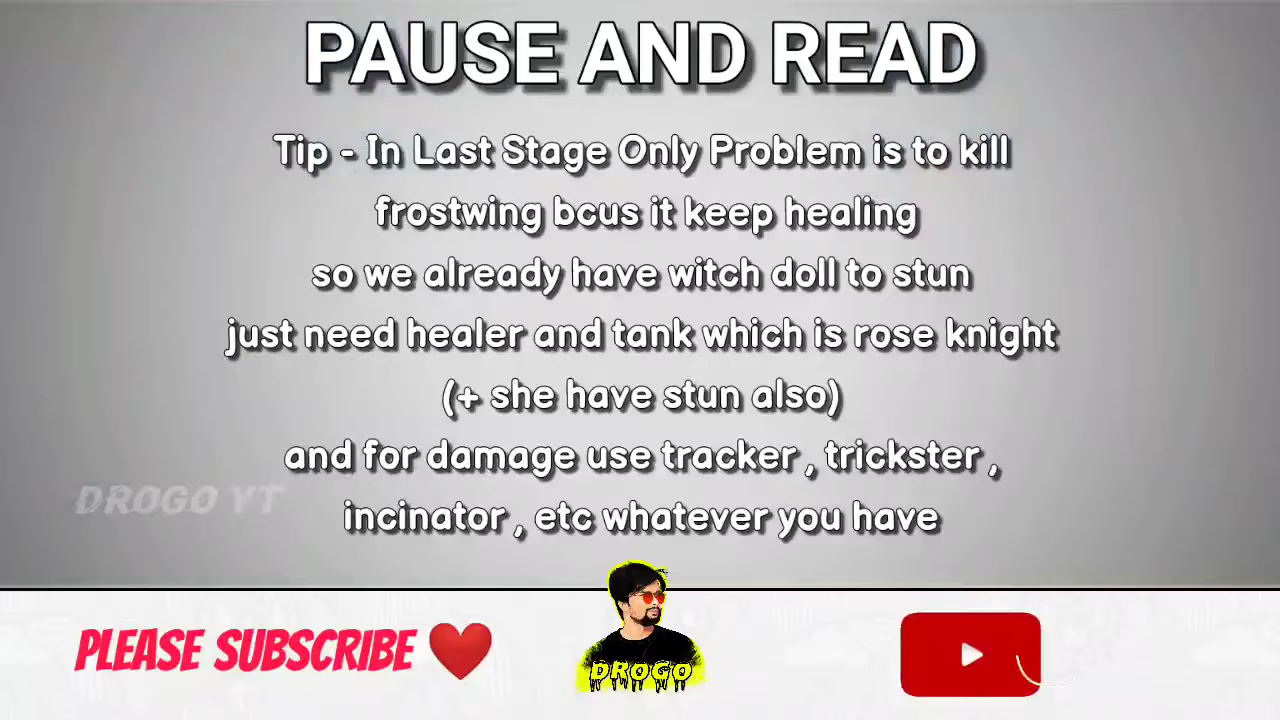 PAUSE AND READ
Tip - In Last Stage Only Problem is to kill
frostwing bcus it keep healing
so we already have witch doll to stun
just need healer and tank which is rose knight
(+ she have stun also)
and for damage use tracker , trickster ,
incinator , etc whatever you have
DROGO YT
PLEASE SUBSCRIBE
DROGO